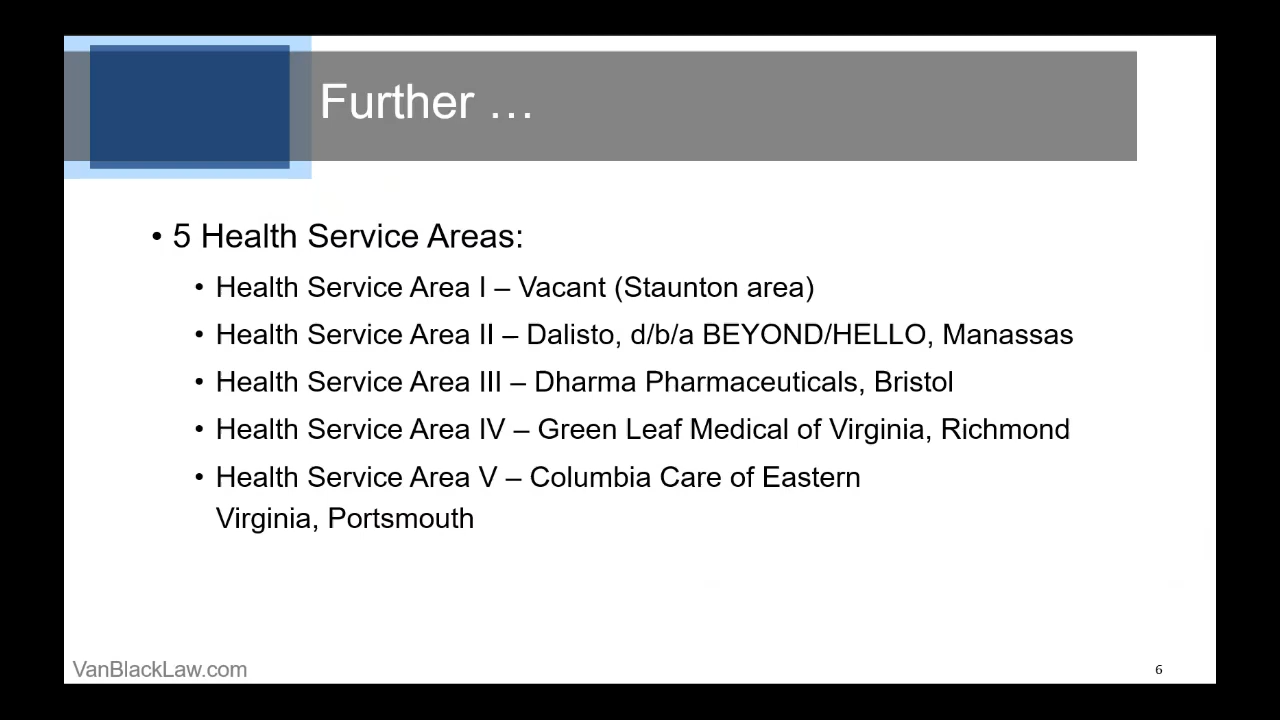 Further …
• 5 Health Service Areas:
• Health Service Area I – Vacant (Staunton area)
• Health Service Area II – Dalisto, d/b/a BEYOND/HELLO, Manassas
• Health Service Area III – Dharma Pharmaceuticals, Bristol
• Health Service Area IV – Green Leaf Medical of Virginia, Richmond
• Health Service Area V – Columbia Care of Eastern
Virginia, Portsmouth
VanBlackLaw.com
6